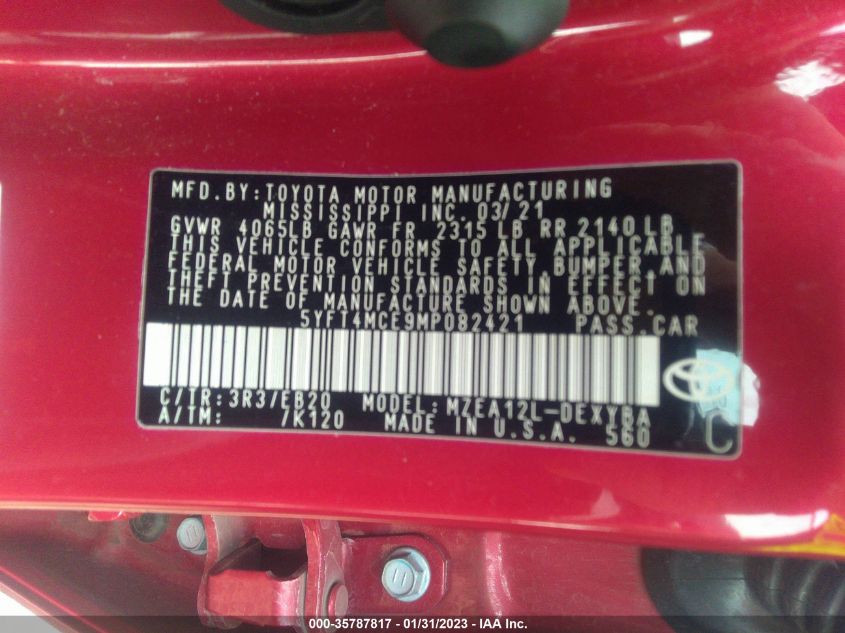 MFD.BY:TOYOTA MOTOR MANUFACTURING
MISSISSIPPI INC. 03/21
GVWR 4065LB GAWR FR 2315 LB RR 2140 LB
THIS VEHICLE CONFORMS TO ALL APPLICABLE
FEDERAL MOTOR VEHICLE SAFETY, BUMPER, AND
THEFT PREVENTION STANDARDS IN EFFECT ON
THE DATE OF MANUFACTURE SHOWN ABOVE.
5YFT4MCE9MP082421 PASS.CAR
C/TR:3R3/EB20 MODEL:MZEA12L-DEXYBA
A/TM: /K120 MADE IN U.S.A. 560
C
000-35787817 - 01/31/2023 - IAA Inc.